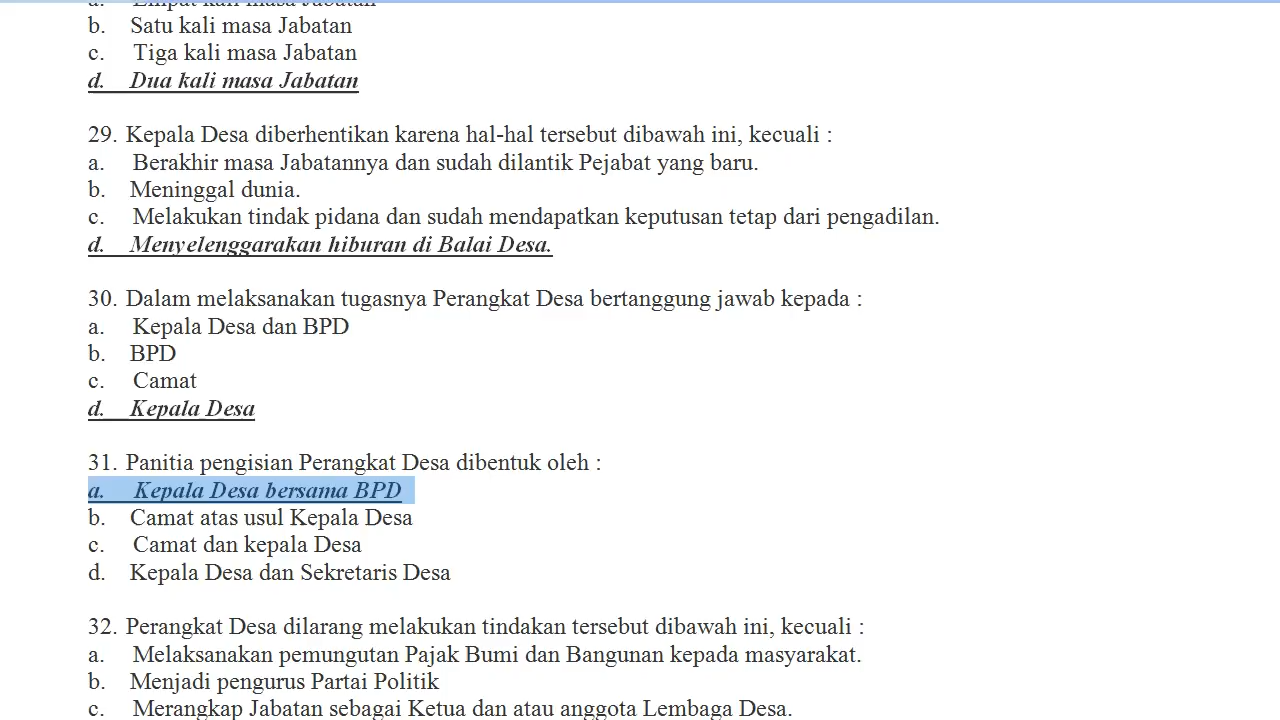 a. Empat kali masa Jabatan
b. Satu kali masa Jabatan
c. Tiga kali masa Jabatan
d. Dua kali masa Jabatan
29. Kepala Desa diberhentikan karena hal-hal tersebut dibawah ini, kecuali :
a. Berakhir masa Jabatannya dan sudah dilantik Pejabat yang baru.
b. Meninggal dunia.
c. Melakukan tindak pidana dan sudah mendapatkan keputusan tetap dari pengadilan.
d. Menyelenggarakan hiburan di Balai Desa.
30. Dalam melaksanakan tugasnya Perangkat Desa bertanggung jawab kepada :
a. Kepala Desa dan BPD
b. BPD
c. Camat
d. Kepala Desa
31. Panitia pengisian Perangkat Desa dibentuk oleh :
a. Kepala Desa bersama BPD
b. Camat atas usul Kepala Desa
c. Camat dan kepala Desa
d. Kepala Desa dan Sekretaris Desa
32. Perangkat Desa dilarang melakukan tindakan tersebut dibawah ini, kecuali :
a. Melaksanakan pemungutan Pajak Bumi dan Bangunan kepada masyarakat.
b. Menjadi pengurus Partai Politik
c. Merangkap Jabatan sebagai Ketua dan atau anggota Lembaga Desa.